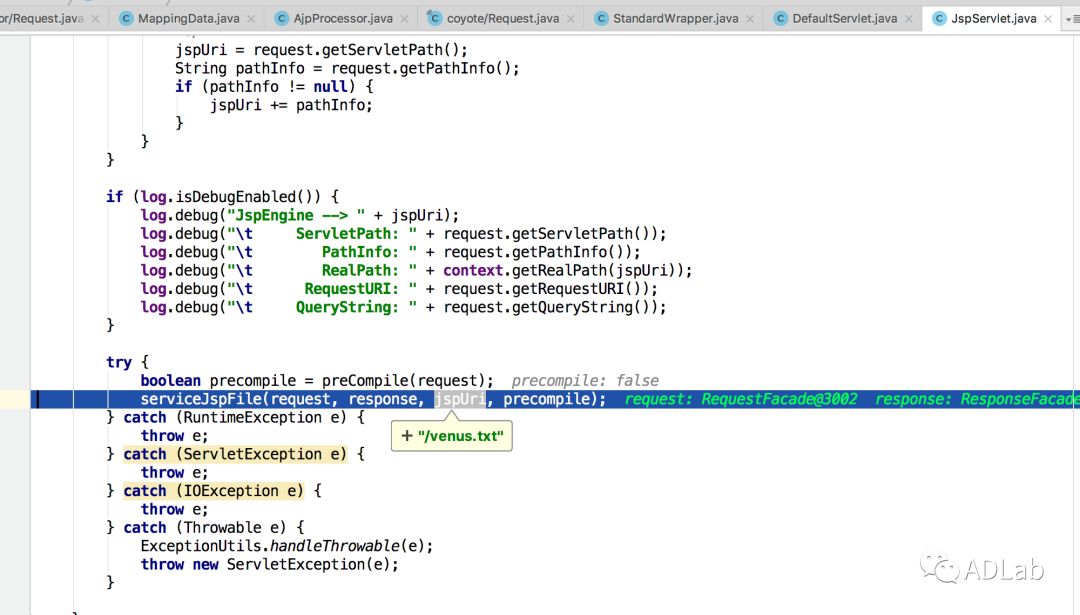 or/Request.java × MappingData.java × AjpProcessor.java × coyote/Request.java × StandardWrapper.java × DefaultServlet.java × JspServlet.java ×
jspUri = request.getServletPath();
String pathInfo = request.getPathInfo();
if (pathInfo != null) {
jspUri += pathInfo;
}
}
}
if (log.isDebugEnabled()) {
log.debug("JspEngine --> " + jspUri);
log.debug("\t     ServletPath: " + request.getServletPath());
log.debug("\t        PathInfo: " + request.getPathInfo());
log.debug("\t        RealPath: " + context.getRealPath(jspUri));
log.debug("\t      RequestURI: " + request.getRequestURI());
log.debug("\t     QueryString: " + request.getQueryString());
}
try {
boolean precompile = preCompile(request);  precompile: false
serviceJspFile(request, response, jspUri, precompile);  request: RequestFacade@3002  response: ResponseFacade
} catch (RuntimeException e) {
+ "/venus.txt"
throw e;
} catch (ServletException e) {
throw e;
} catch (IOException e) {
throw e;
} catch (Throwable e) {
ExceptionUtils.handleThrowable(e);
throw new ServletException(e);
}
ADLab